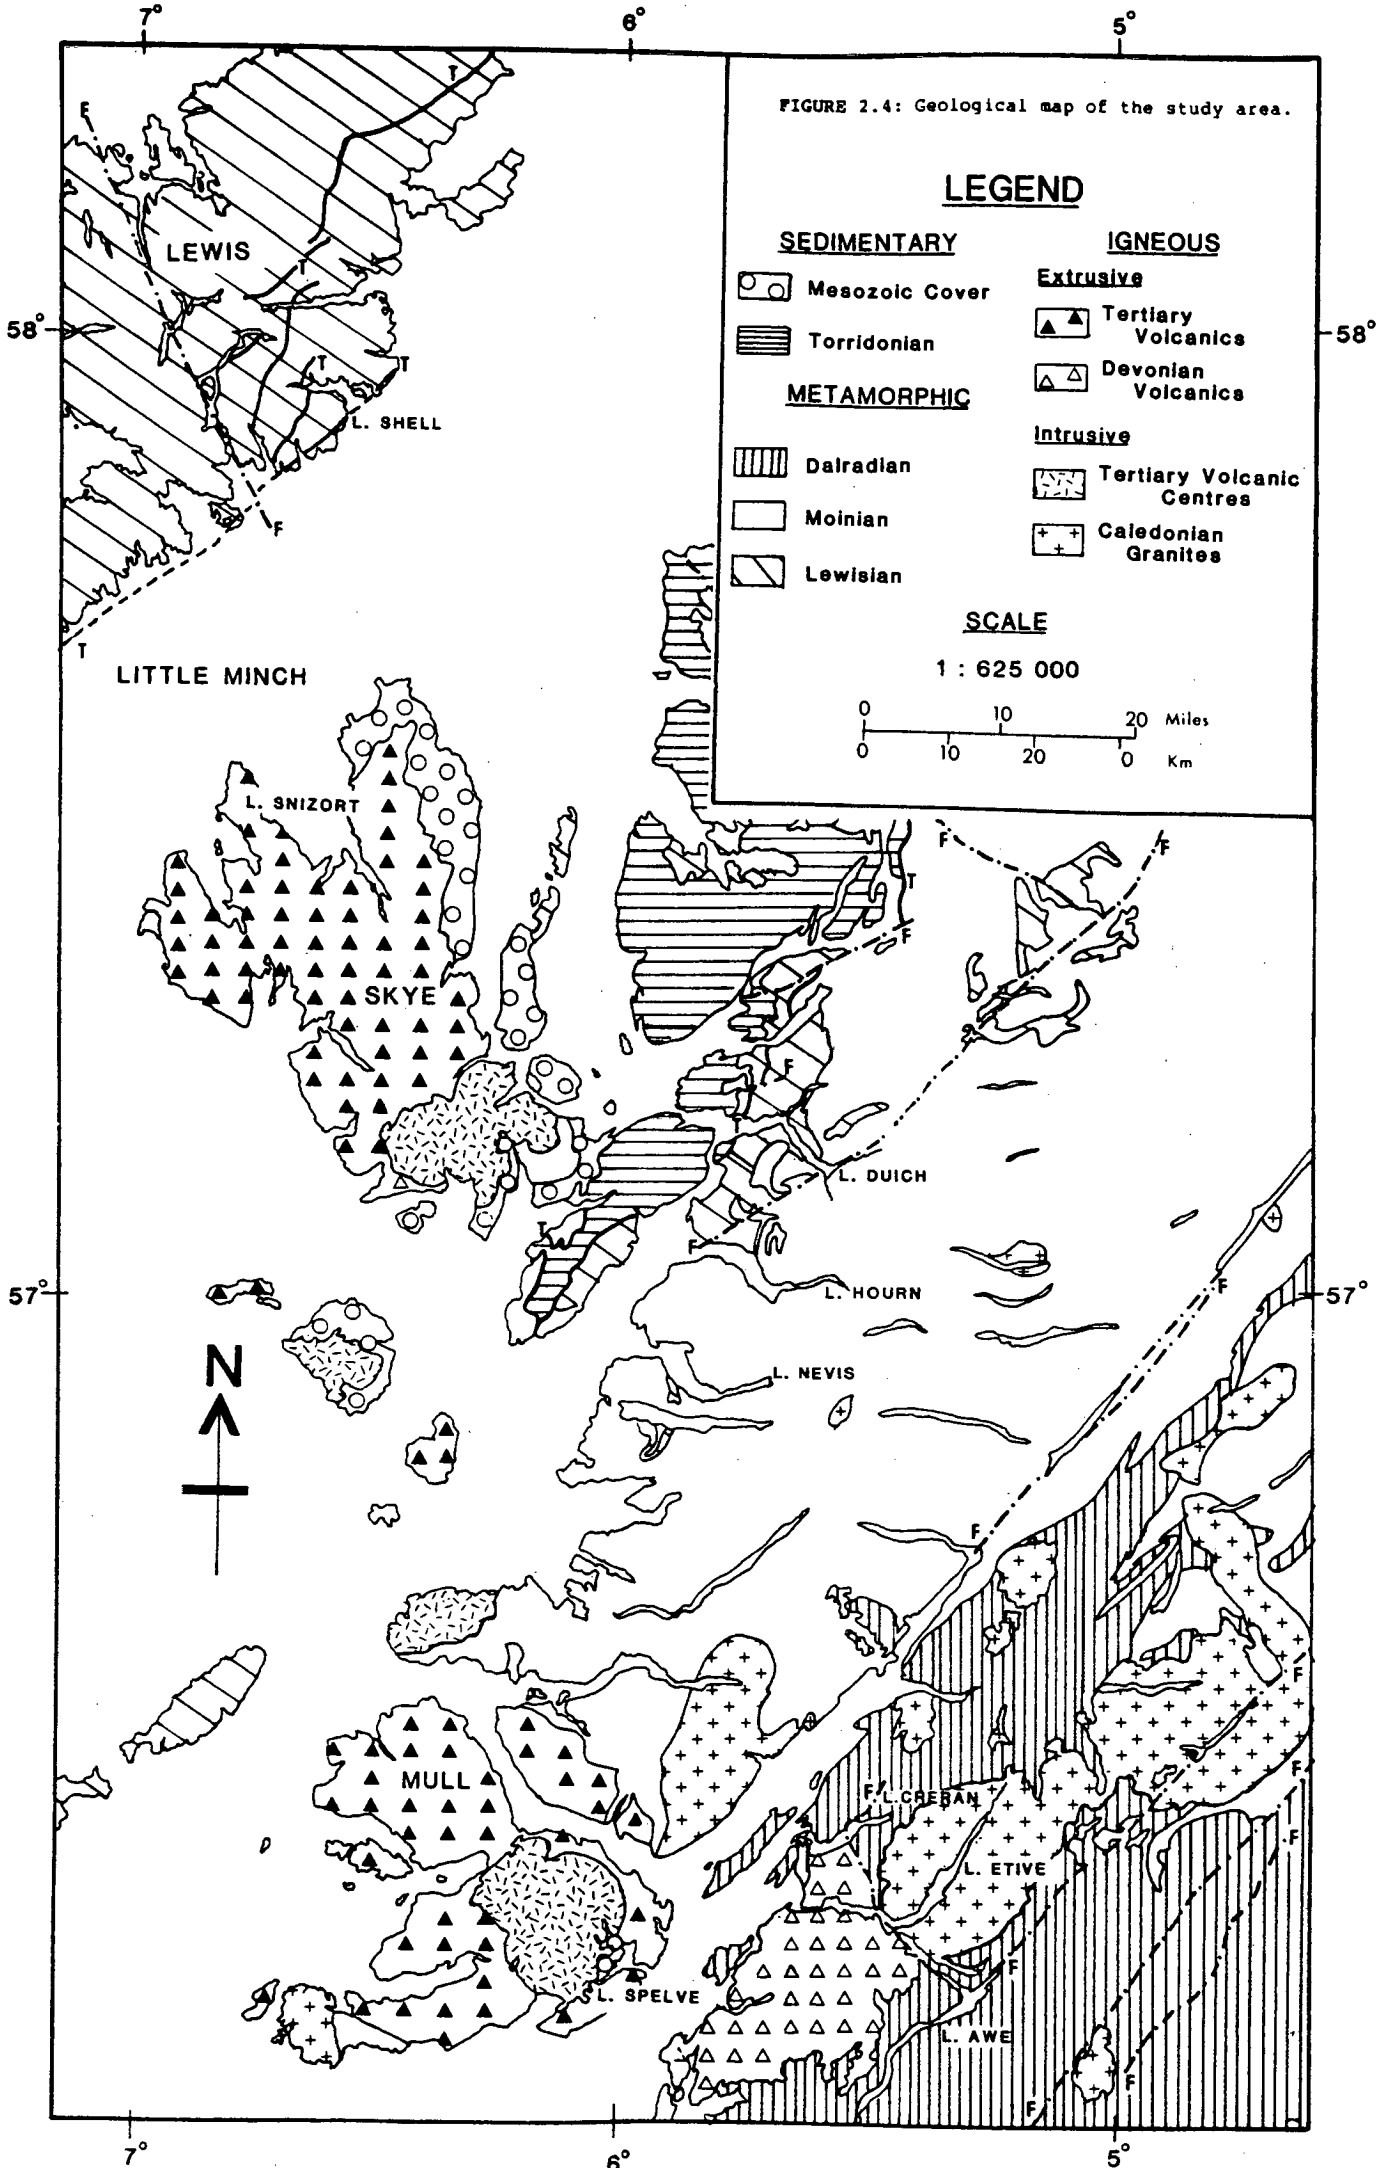 7° 6° 5°
FIGURE 2.4: Geological map of the study area.
LEGEND
SEDIMENTARY
Mesozoic Cover
Torridonian
METAMORPHIC
Dalradian
Moinian
Lewisian
IGNEOUS
Extrusive
Tertiary
Volcanics
Devonian
Volcanics
Intrusive
Tertiary Volcanic
Centres
Caledonian
Granites
SCALE
1 : 625 000
0 10 20 Miles
0 10 20 0 Km
T
F
LEWIS
T
58° 58°
T T
L. SHELL
F
T
LITTLE MINCH
L. SNIZORT
F F
T
F
SKYE
F
T
L. DUICH
T
F
57° 57°
L. HOURN
F
N
L. NEVIS
F
F
MULL
F
F. L. CRERAN
F
L. ETIVE
F
L. SPELVE
L. AWE
F
F
7° 6° 5°